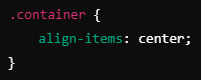 .container {
    align-items: center;
}